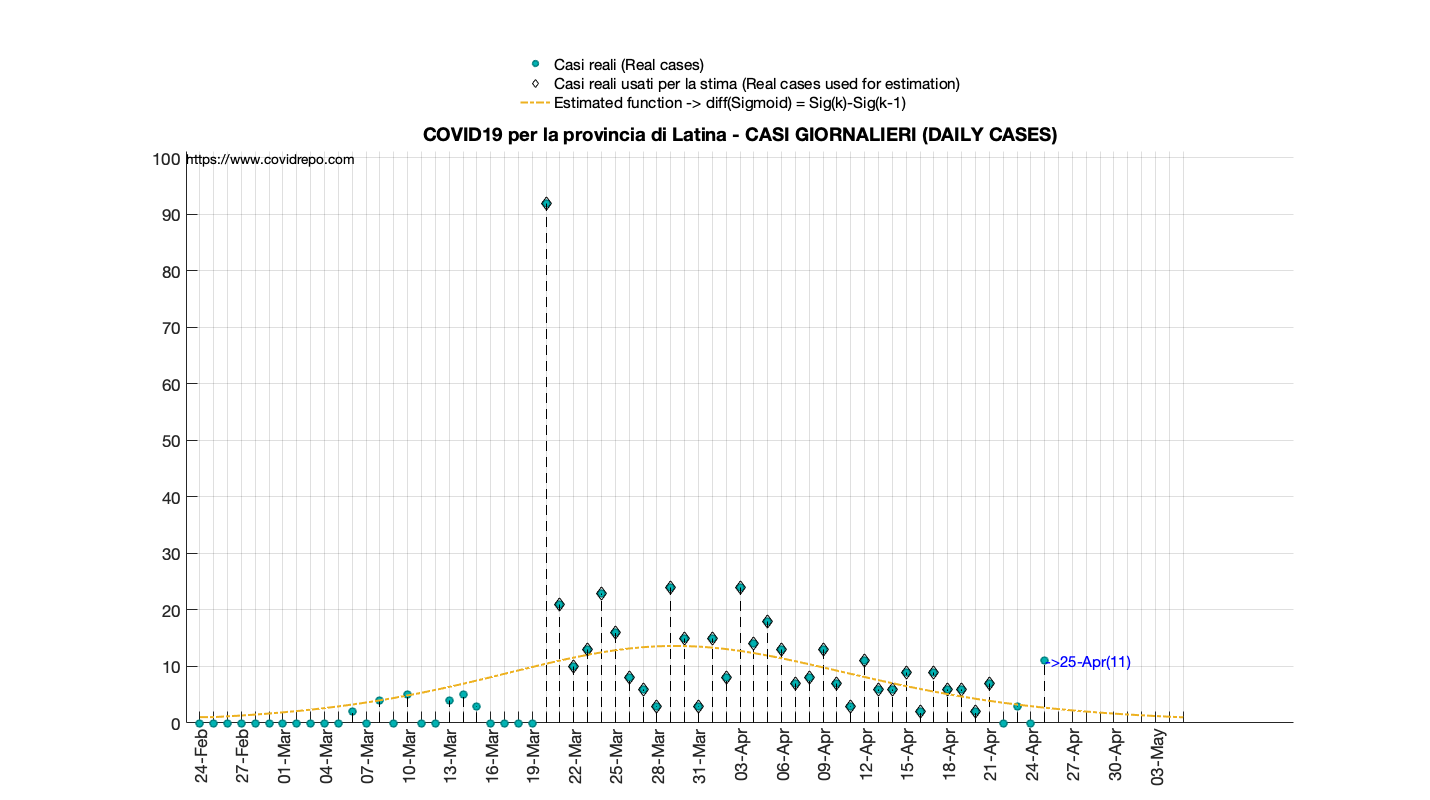 Casi reali (Real cases)
Casi reali usati per la stima (Real cases used for estimation)
Estimated function -> diff(Sigmoid) = Sig(k)-Sig(k-1)
COVID19 per la provincia di Latina - CASI GIORNALIERI (DAILY CASES)
https://www.covidrepo.com
100
90
80
70
60
50
40
30
20
10
0
->25-Apr(11)
24-Feb
27-Feb
01-Mar
04-Mar
07-Mar
10-Mar
13-Mar
16-Mar
19-Mar
22-Mar
25-Mar
28-Mar
31-Mar
03-Apr
06-Apr
09-Apr
12-Apr
15-Apr
18-Apr
21-Apr
24-Apr
27-Apr
30-Apr
03-May